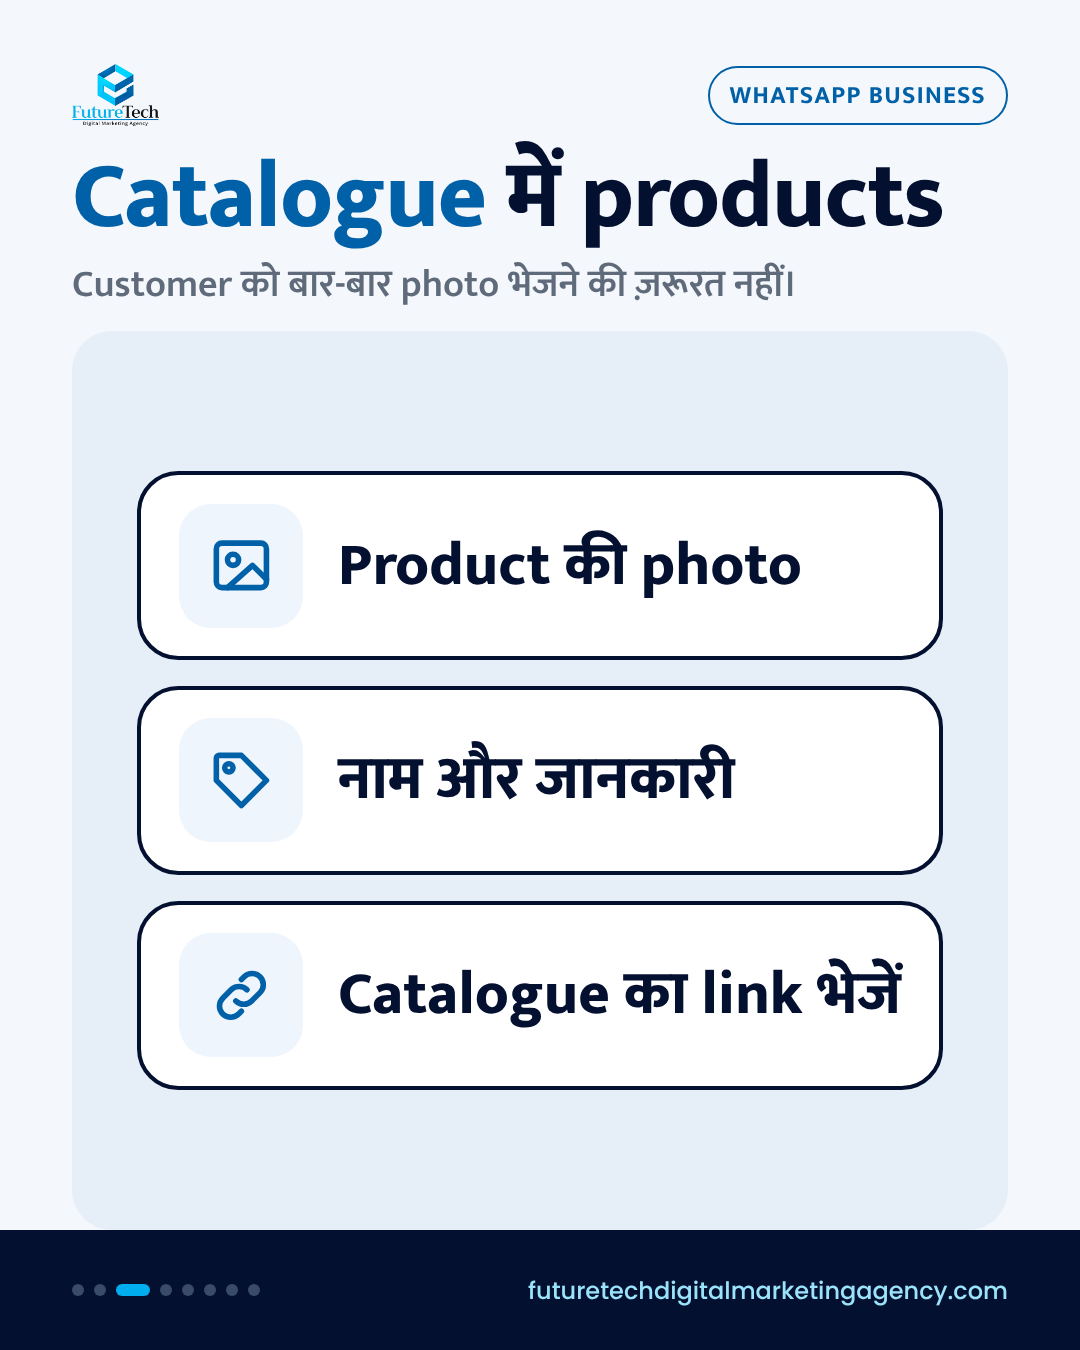 FutureTech
Digital Marketing Agency
WHATSAPP BUSINESS
Catalogue में products
Customer को बार-बार photo भेजने की ज़रूरत नहीं।
Product की photo
नाम और जानकारी
Catalogue का link भेजें
futuretechdigitalmarketingagency.com